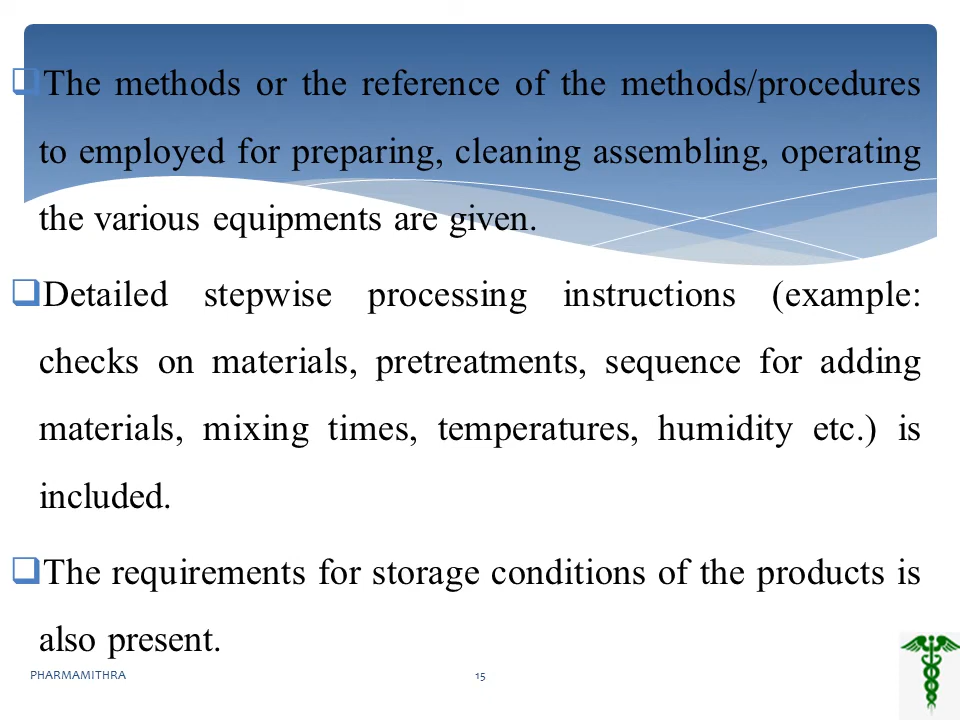 The methods or the reference of the methods/procedures
to employed for preparing, cleaning assembling, operating
the various equipments are given.
Detailed stepwise processing instructions (example:
checks on materials, pretreatments, sequence for adding
materials, mixing times, temperatures, humidity etc.) is
included.
The requirements for storage conditions of the products is
also present.
PHARMAMITHRA
15